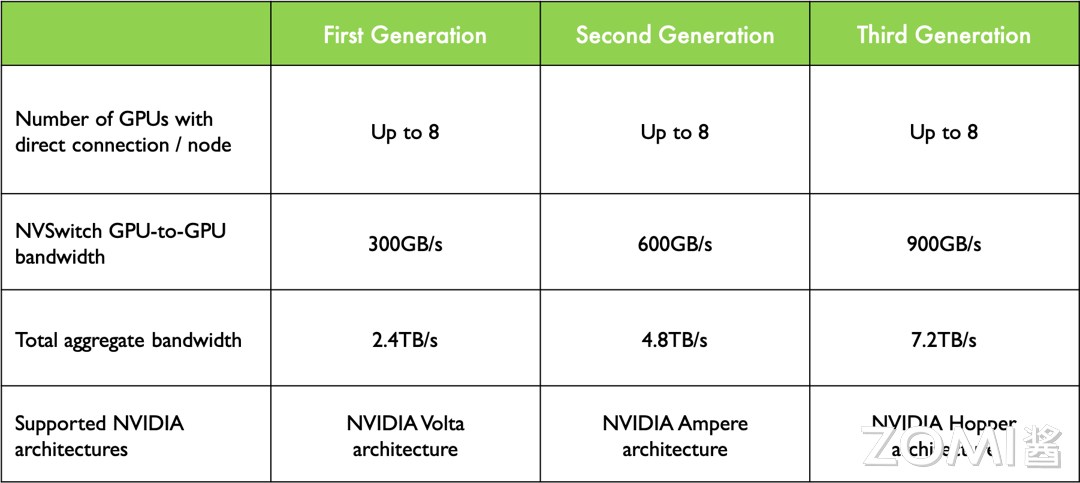 First Generation
Second Generation
Third Generation
Number of GPUs with
direct connection / node
Up to 8
Up to 8
Up to 8
NVSwitch GPU-to-GPU
bandwidth
300GB/s
600GB/s
900GB/s
Total aggregate bandwidth
2.4TB/s
4.8TB/s
7.2TB/s
Supported NVIDIA
architectures
NVIDIA Volta
architecture
NVIDIA Ampere
architecture
NVIDIA Hopper
architecture
ZOMI酱